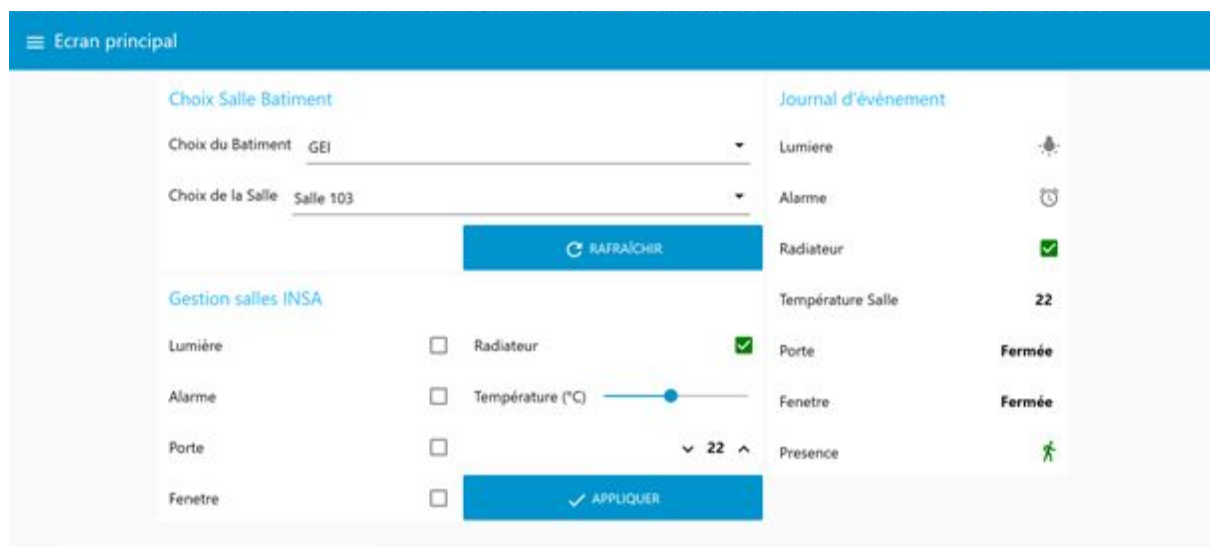 Ecran principal
Choix Salle Batiment
Choix du Batiment GEI
Choix de la Salle Salle 103
RAFRAÎCHIR
Gestion salles INSA
Lumière Radiateur
Alarme Température (°C)
Porte 22
Fenetre APPLIQUER
Journal d'évènement
Lumiere
Alarme
Radiateur
Température Salle 22
Porte Fermée
Fenetre Fermée
Presence